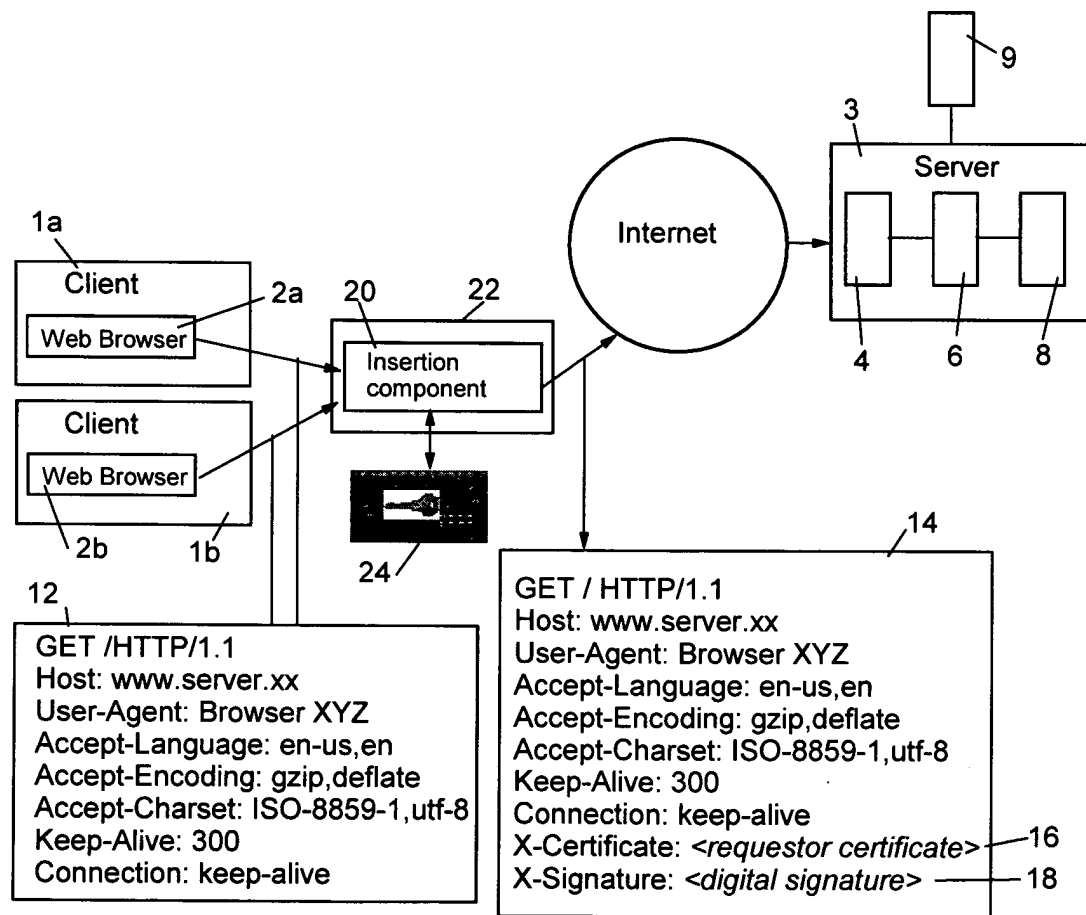 9
3
Server
4
6
8
Internet
1a
Client
2a
Web Browser
20
22
Insertion
component
Client
Web Browser
2b
1b
24
12
GET /HTTP/1.1
Host: www.server.xx
User-Agent: Browser XYZ
Accept-Language: en-us,en
Accept-Encoding: gzip,deflate
Accept-Charset: ISO-8859-1,utf-8
Keep-Alive: 300
Connection: keep-alive
14
GET / HTTP/1.1
Host: www.server.xx
User-Agent: Browser XYZ
Accept-Language: en-us,en
Accept-Encoding: gzip,deflate
Accept-Charset: ISO-8859-1,utf-8
Keep-Alive: 300
Connection: keep-alive
X-Certificate: <requestor certificate>
16
X-Signature: <digital signature>
18